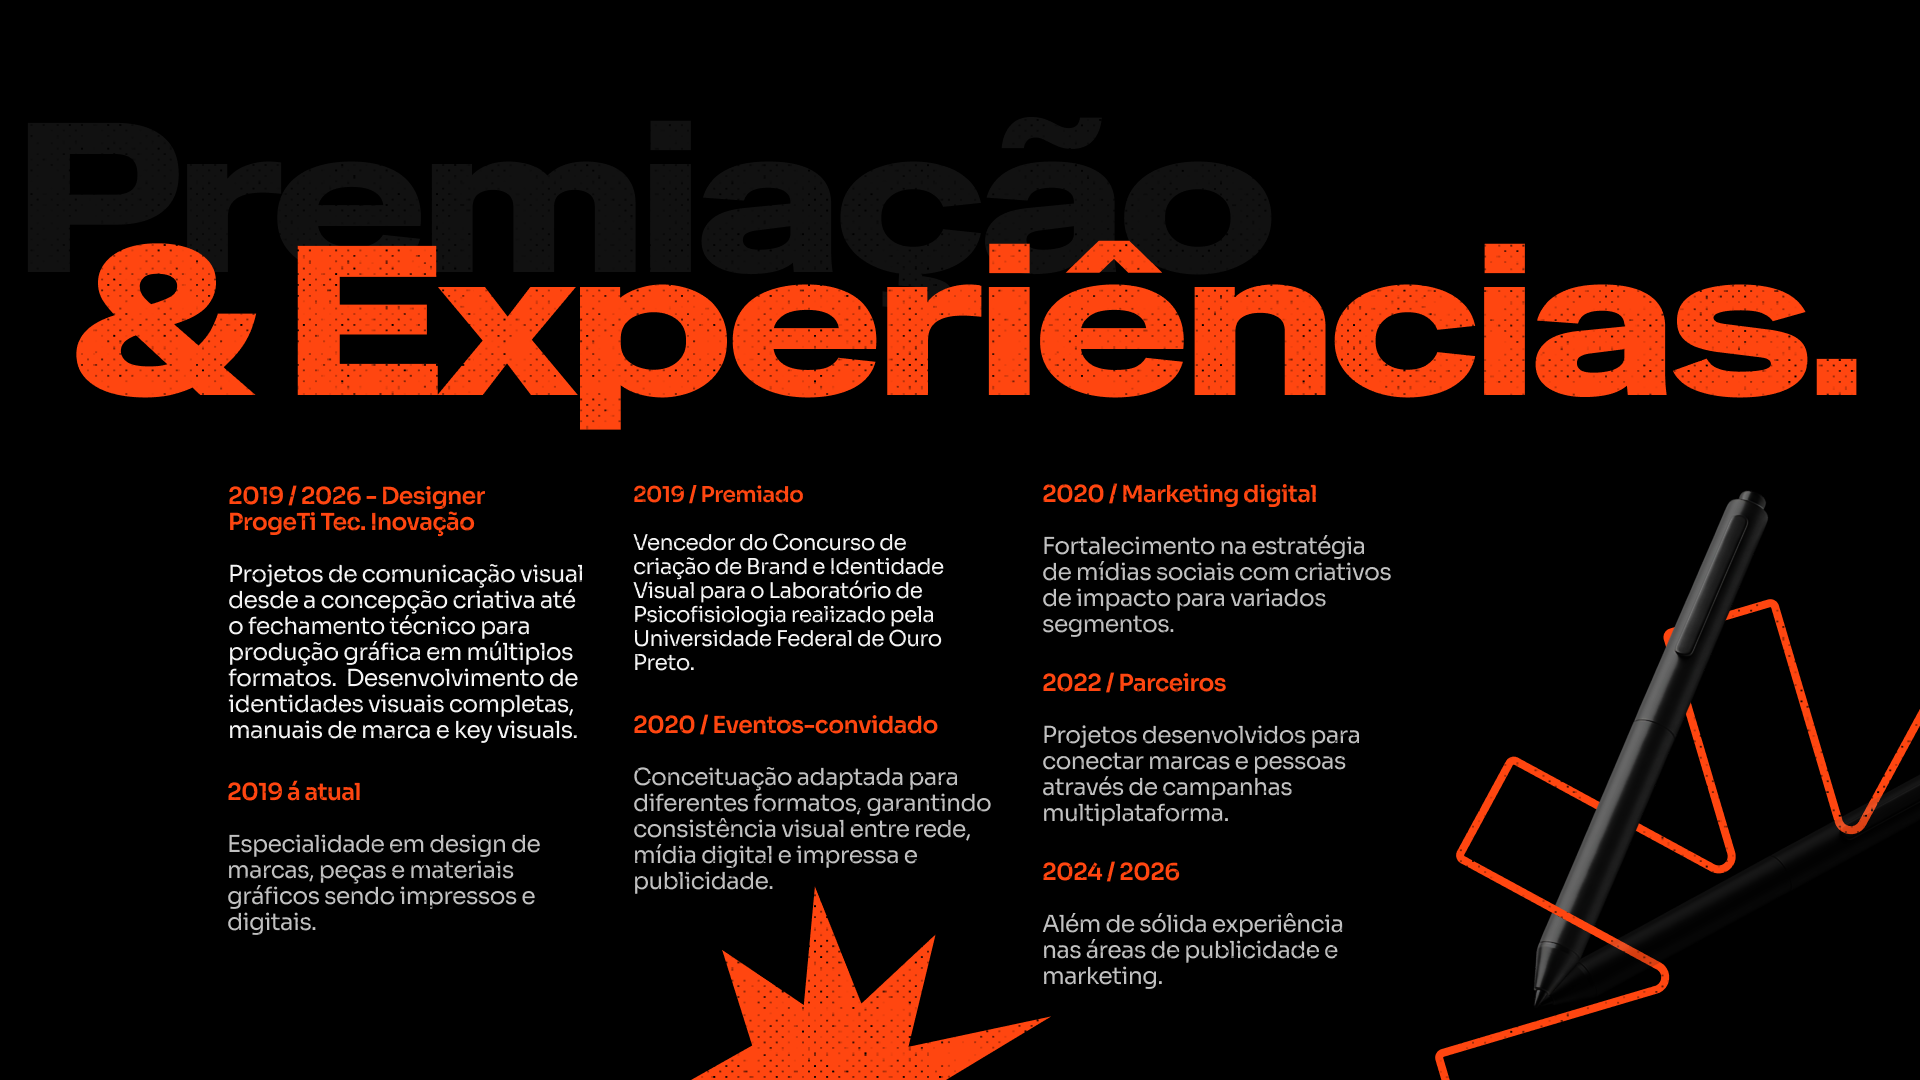 Premiação
& Experiências.
2019 / 2026 - Designer
ProgeTi Tec. Inovação
Projetos de comunicação visual
desde a concepção criativa até
o fechamento técnico para
produção gráfica em múltiplos
formatos.  Desenvolvimento de
identidades visuais completas,
manuais de marca e key visuals.
2019 á atual
Especialidade em design de
marcas, peças e materiais
gráficos sendo impressos e
digitais.
2019 / Premiado
Vencedor do Concurso de
criação de Brand e Identidade
Visual para o Laboratório de
Psicofisiologia realizado pela
Universidade Federal de Ouro
Preto.
2020 / Eventos-convidado
Conceituação adaptada para
diferentes formatos, garantindo
consistência visual entre rede,
mídia digital e impressa e
publicidade.
2020 / Marketing digital
Fortalecimento na estratégia
de mídias sociais com criativos
de impacto para variados
segmentos.
2022 / Parceiros
Projetos desenvolvidos para
conectar marcas e pessoas
através de campanhas
multiplataforma.
2024 / 2026
Além de sólida experiência
nas áreas de publicidade e
marketing.